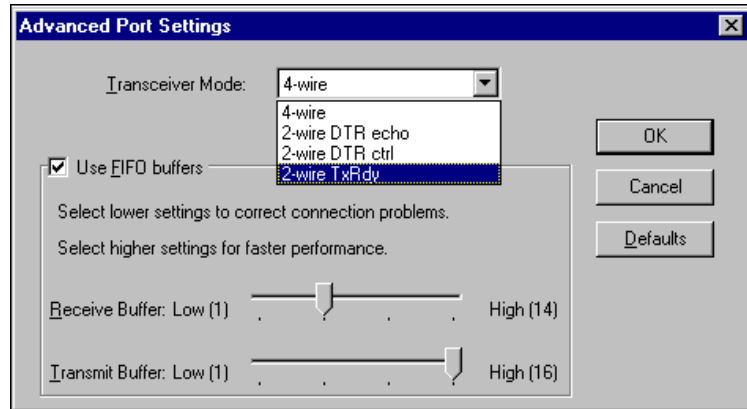 Advanced Port Settings
Transceiver Mode: 4-wire
4-wire
2-wire DTR echo
2-wire DTR ctrl
2-wire TxRdy
OK
Cancel
Defaults
Use FIFO buffers
Select lower settings to correct connection problems.
Select higher settings for faster performance.
Receive Buffer: Low (1) High (14)
Transmit Buffer: Low (1) High (16)